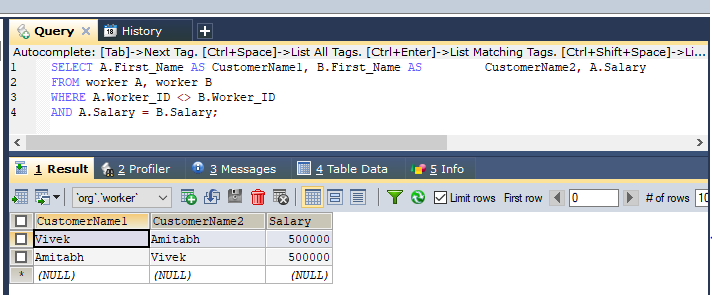 Query History
Autocomplete: [Tab]->Next Tag. [Ctrl+Space]->List All Tags. [Ctrl+Enter]->List Matching Tags. [Ctrl+Shift+Space]->Li...
1 SELECT A.First_Name AS CustomerName1, B.First_Name AS CustomerName2, A.Salary
2 FROM worker A, worker B
3 WHERE A.Worker_ID <> B.Worker_ID
4 AND A.Salary = B.Salary;
1 Result 2 Profiler 3 Messages 4 Table Data 5 Info
`org`.`worker` Limit rows First row 0 # of rows 10
CustomerName1 CustomerName2 Salary
Vivek Amitabh 500000
Amitabh Vivek 500000
* (NULL) (NULL) (NULL)